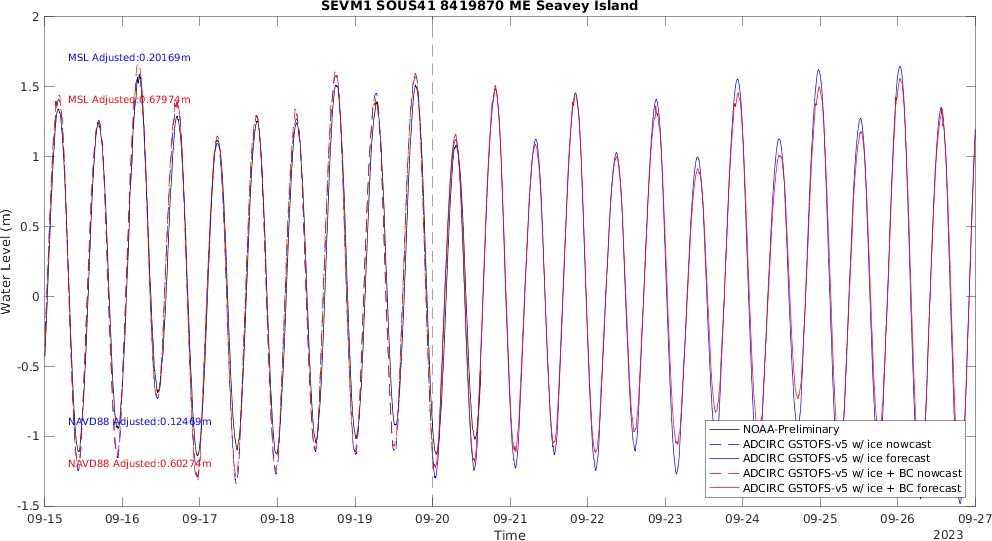 SEVM1 SOUS41 8419870 ME Seavey Island
2
MSL Adjusted:0.20169m
1.5
MSL Adjusted:0.67974m
1
0.5
0
-0.5
-1
-1.5
Water Level (m)
NAVD88 Adjusted:0.12469m
NAVD88 Adjusted:0.60274m
NOAA-Preliminary
ADCIRC GSTOFS-v5 w/ ice nowcast
ADCIRC GSTOFS-v5 w/ ice forecast
ADCIRC GSTOFS-v5 w/ ice + BC nowcast
ADCIRC GSTOFS-v5 w/ ice + BC forecast
09-15 09-16 09-17 09-18 09-19 09-20 09-21 09-22 09-23 09-24 09-25 09-26 09-27
Time
2023